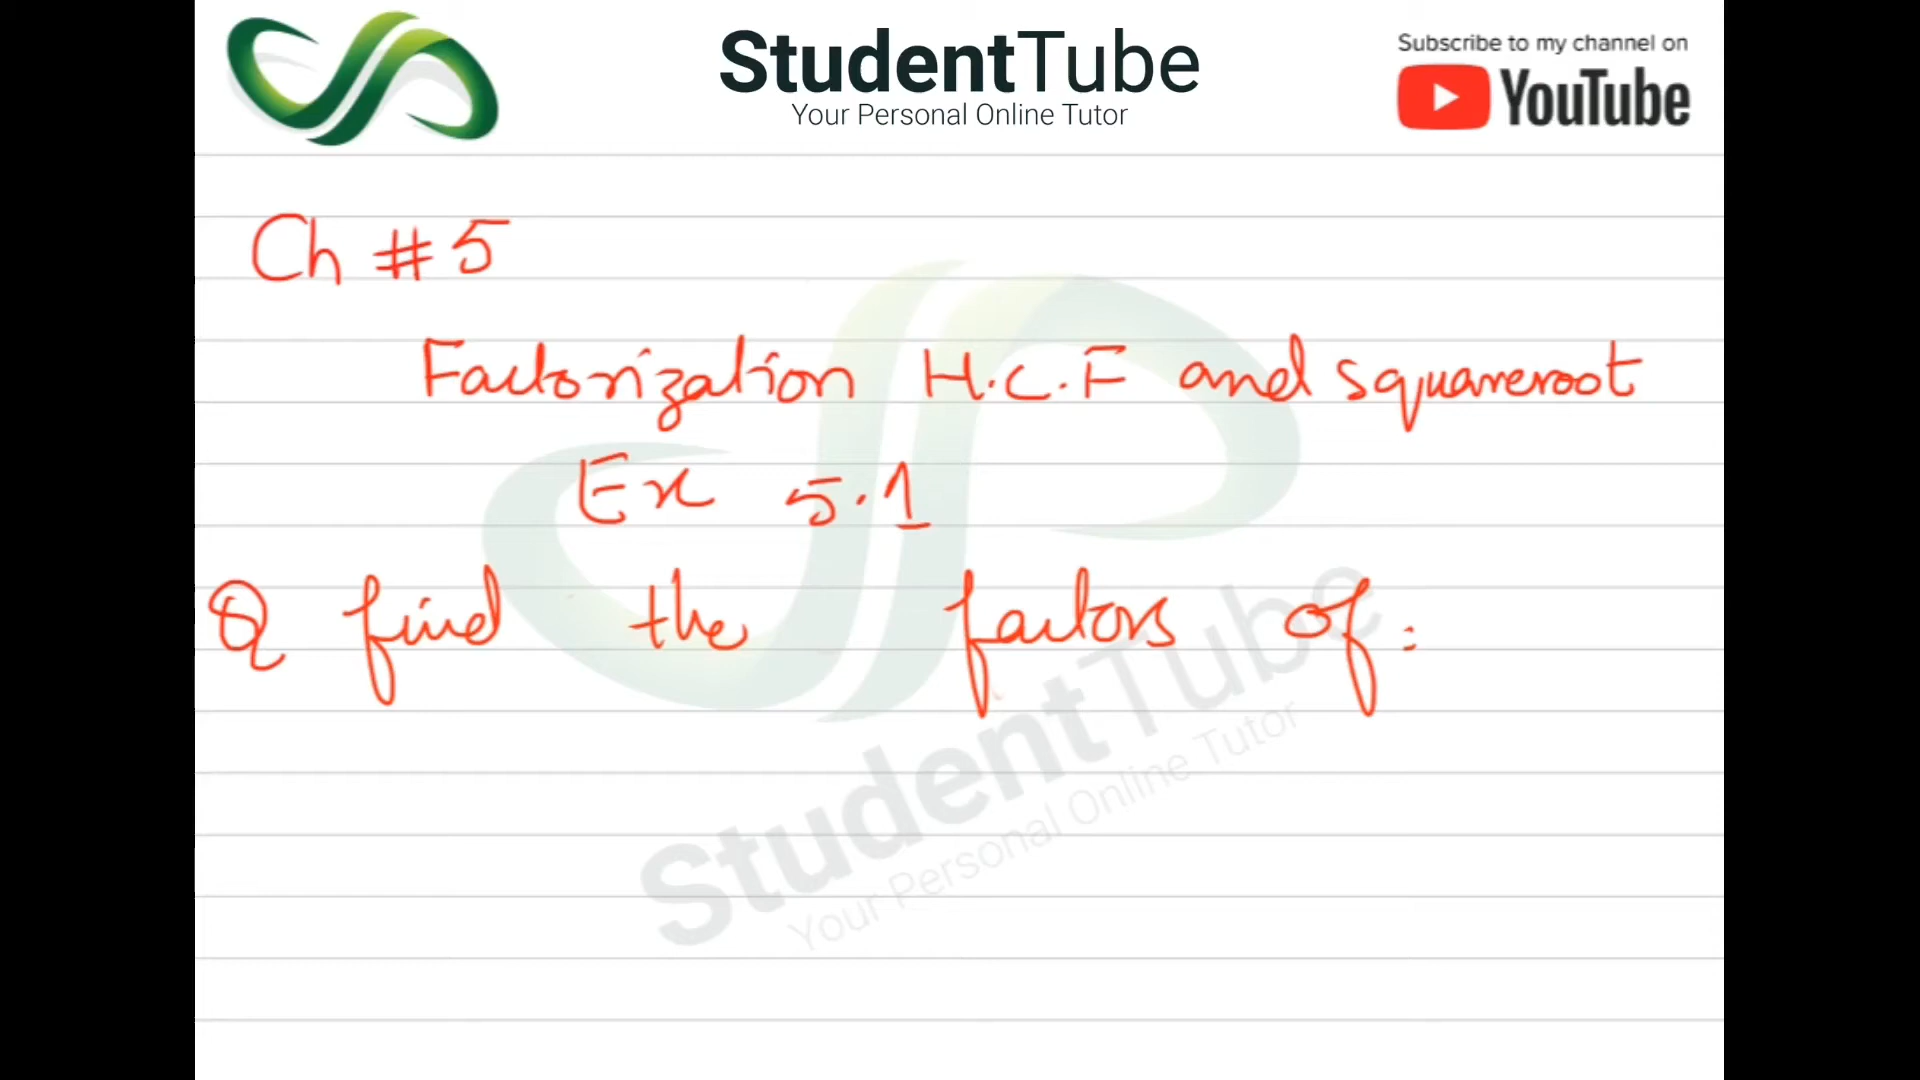 StudentTube
Your Personal Online Tutor
Subscribe to my channel on
YouTube
Ch # 5
Factorization H.C.F and squareroot
Ex 5.1
Q find the factors of :
StudentTube
Your Personal Online Tutor